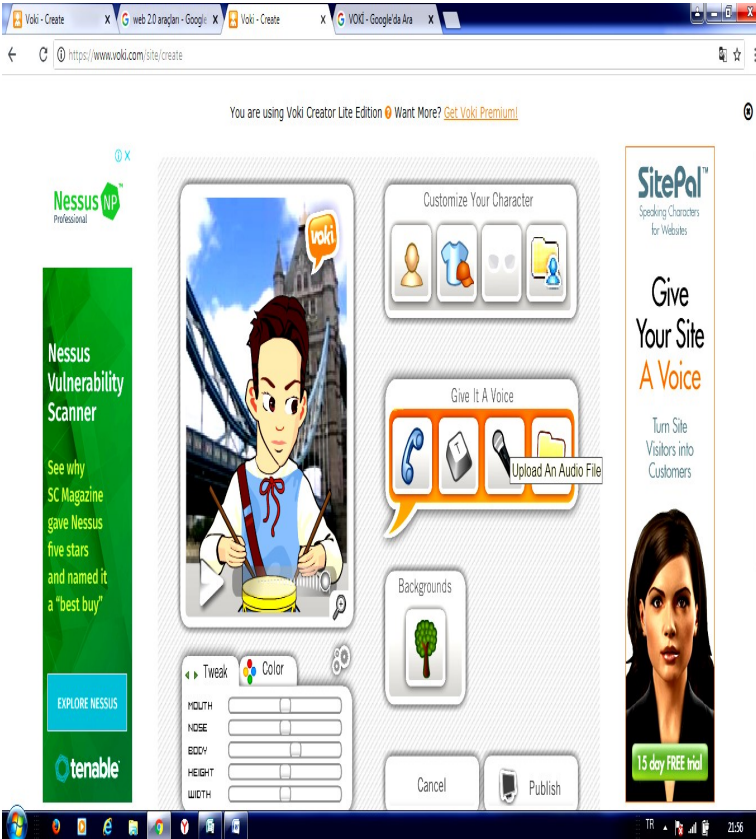 Voki - Create
web 2.0 araçları - Google
Voki - Create
VOKİ - Google'da Ara
https://www.voki.com/site/create
You are using Voki Creator Lite Edition ? Want More? Get Voki Premium!
Nessus NP
Professional
Nessus
Vulnerability
Scanner
See why
SC Magazine
gave Nessus
five stars
and named it
a “best buy”
EXPLORE NESSUS
tenable
voki
Tweak
Color
MOUTH
NOSE
BODY
HEIGHT
WIDTH
Customize Your Character
Give It A Voice
Upload An Audio File
Backgrounds
Cancel
Publish
SitePal™
Speaking Characters
for Websites
Give
Your Site
A Voice
Turn Site
Visitors into
Customers
15 day FREE trial
TR
21:56